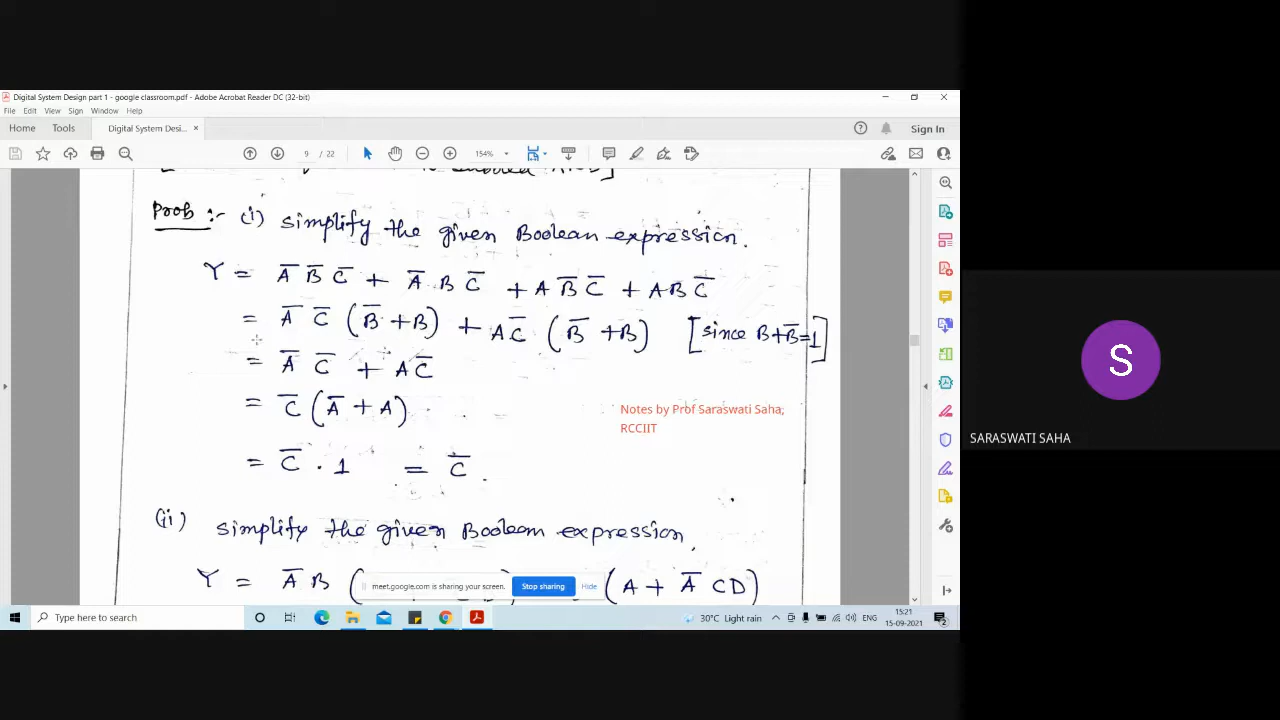 Digital System Design part 1 - google classroom.pdf - Adobe Acrobat Reader DC (32-bit)
File Edit View Sign Window Help
Home Tools Digital System Desi... × Sign In
9 / 22 154%
Prob :- (i) simplify the given Boolean expression.
Y = A̅ B̅ C̅ + A̅ B C̅ + A B̅ C̅ + A B C̅
= A̅ C̅ (B̅ + B) + A C̅ (B̅ + B) [since B + B̅ = 1]
= A̅ C̅ + A C̅
= C̅ (A̅ + A)
Notes by Prof Saraswati Saha,
RCCIIT
= C̅ . 1 = C̅ .
(ii) simplify the given Boolean expression.
Y = A̅ B ( ) (A + A̅ CD)
meet.google.com is sharing your screen. Stop sharing Hide
Type here to search
30°C Light rain ENG 15:21
15-09-2021
2
S
SARASWATI SAHA